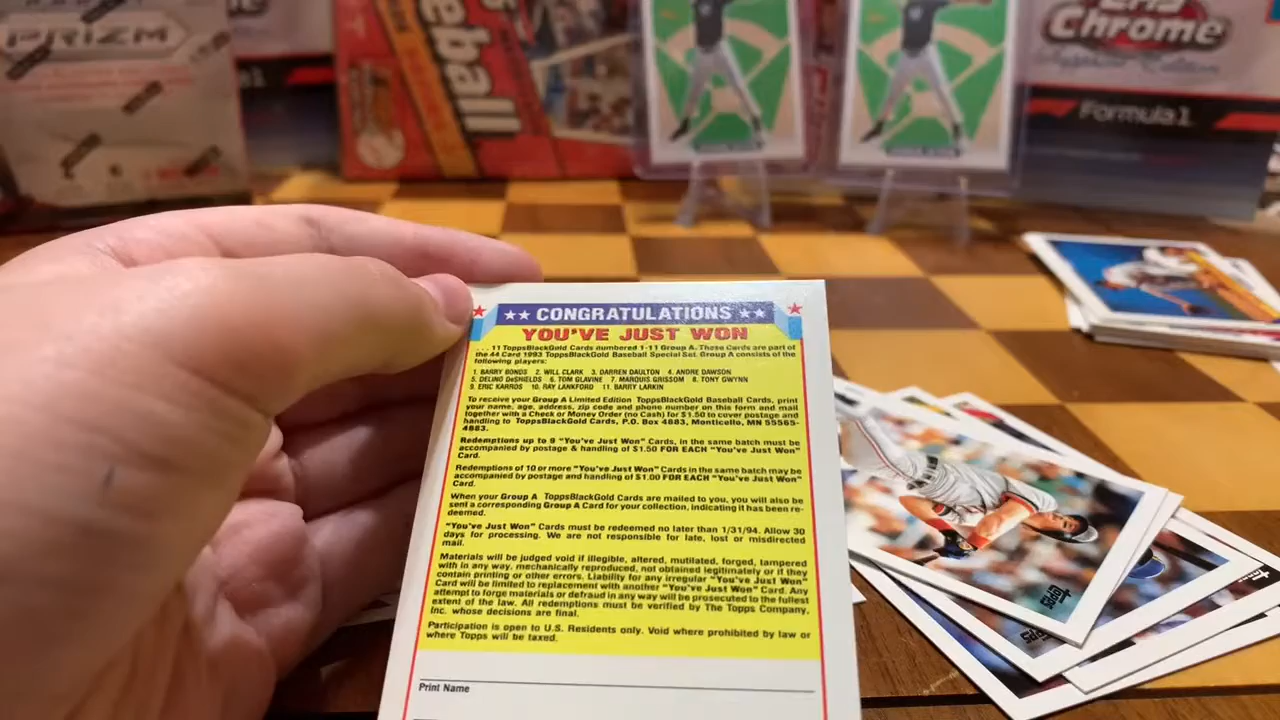 PRIZM
eball
Chrome
Sapphire Edition
Formula 1
★★ CONGRATULATIONS ★★
YOU'VE JUST WON
. . . 11 ToppsBlackGold Cards numbered 1-11 Group A. These Cards are part of
the 44 Card 1993 ToppsBlackGold Baseball Special Set. Group A consists of the
following players:
1. BARRY BONDS 2. WILL CLARK 3. DARREN DAULTON 4. ANDRE DAWSON
5. DELINO DeSHIELDS 6. TOM GLAVINE 7. MARQUIS GRISSOM 8. TONY GWYNN
9. ERIC KARROS 10. RAY LANKFORD 11. BARRY LARKIN
To receive your Group A Limited Edition ToppsBlackGold Baseball Cards, print
your name, age, address, zip code and phone number on this form and mail
together with a Check or Money Order (no Cash) for $1.50 to cover postage and
handling to ToppsBlackGold Cards, P.O. Box 4883, Monticello, MN 55565-
4883.
Redemptions up to 9 "You've Just Won" Cards, in the same batch must be
accompanied by postage & handling of $1.50 FOR EACH "You've Just Won"
Card.
Redemptions of 10 or more "You've Just Won" Cards in the same batch may be
accompanied by postage and handling of $1.00 FOR EACH "You've Just Won"
Card.
When your Group A ToppsBlackGold Cards are mailed to you, you will also be
sent a corresponding Group A Card for your collection, indicating it has been re-
deemed.
"You've Just Won" Cards must be redeemed no later than 1/31/94. Allow 30
days for processing. We are not responsible for late, lost or misdirected
mail.
Materials will be judged void if illegible, altered, mutilated, forged, tampered
with in any way, mechanically reproduced, not obtained legitimately or if they
contain printing or other errors. Liability for any irregular "You've Just Won"
Card will be limited to replacement with another "You've Just Won" Card. Any
attempt to forge materials or defraud in any way will be prosecuted to the fullest
extent of the law. All redemptions must be verified by The Topps Company,
Inc. whose decisions are final.
Participation is open to U.S. Residents only. Void where prohibited by law or
where Topps will be taxed.
Print Name
Topps
Topps